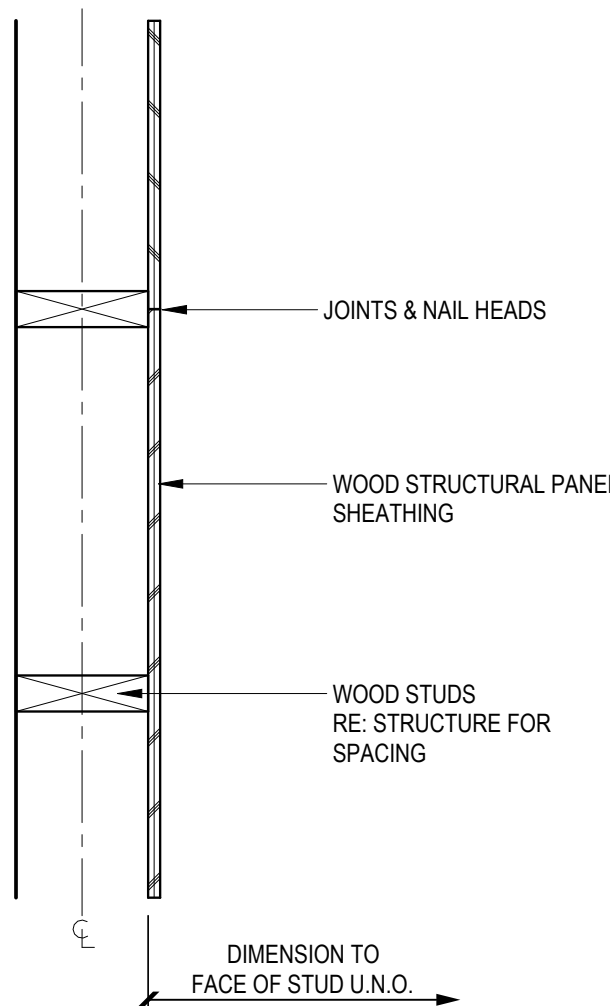 JOINTS & NAIL HEADS
WOOD STRUCTURAL PANEL
SHEATHING
WOOD STUDS
RE: STRUCTURE FOR
SPACING
℄
DIMENSION TO
FACE OF STUD U.N.O.